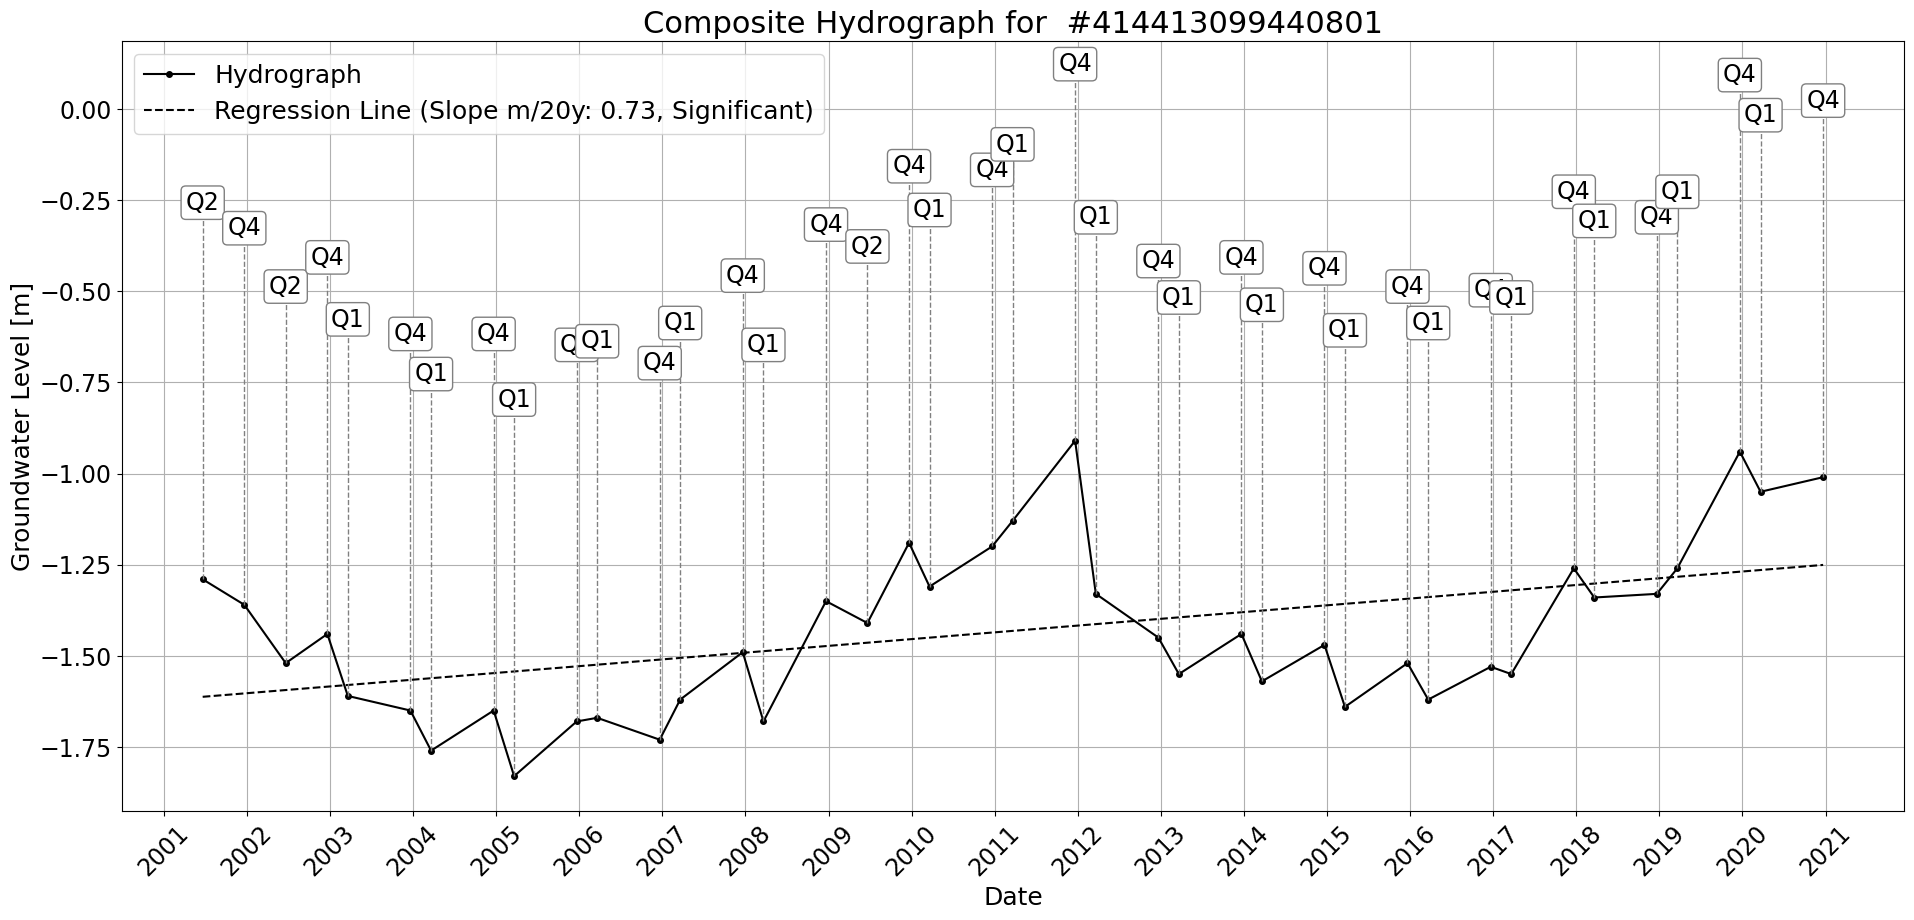 Composite Hydrograph for  #414413099440801
Hydrograph
Regression Line (Slope m/20y: 0.73, Significant)
Groundwater Level [m]
0.00
−0.25
−0.50
−0.75
−1.00
−1.25
−1.50
−1.75
Q2
Q4
Q2
Q4
Q1
Q4
Q1
Q4
Q1
Q1
Q4
Q1
Q4
Q1
Q4
Q2
Q4
Q1
Q4
Q1
Q4
Q1
Q4
Q1
Q4
Q1
Q4
Q1
Q4
Q1
Q1
Q4
Q1
Q4
Q1
Q4
Q1
Q4
2001
2002
2003
2004
2005
2006
2007
2008
2009
2010
2011
2012
2013
2014
2015
2016
2017
2018
2019
2020
2021
Date